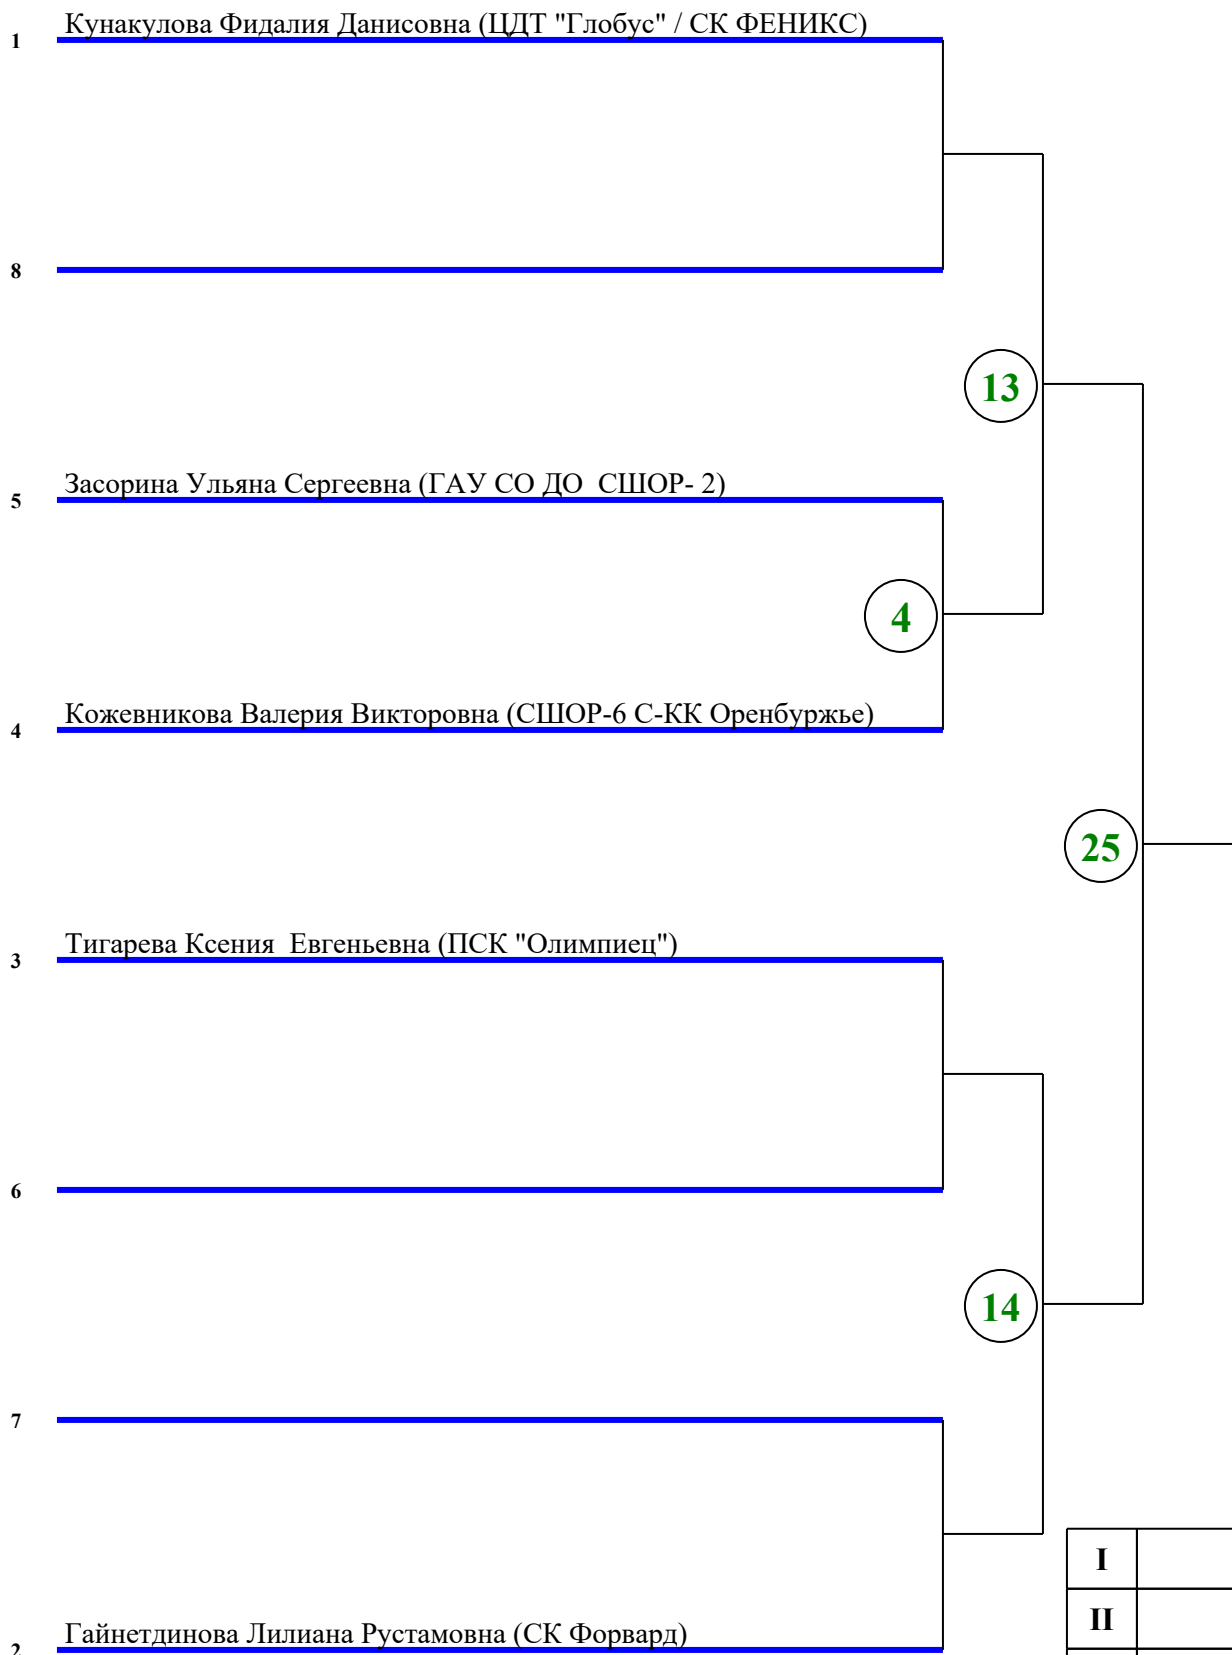 1 Кунакулова Фидалия Данисовна (ЦДТ "Глобус" / СК ФЕНИКС)
8
13
5 Засорина Ульяна Сергеевна (ГАУ СО ДО  СШОР- 2)
4
4 Кожевникова Валерия Викторовна (СШОР-6 С-КК Оренбуржье)
25
3 Тигарева Ксения  Евгеньевна (ПСК "Олимпиец")
6
14
7
I
II
2 Гайнетдинова Лилиана Рустамовна (СК Форвард)